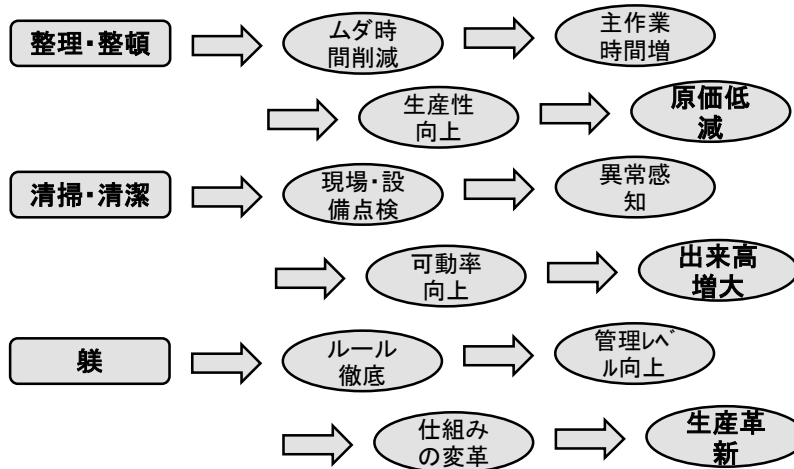 整理・整頓
ムダ時
間削減
主作業
時間増
生産性
向上
原価低
減
清掃・清潔
現場・設
備点検
異常感
知
可動率
向上
出来高
増大
躾
ルール
徹底
管理ﾚﾍﾞ
ﾙ向上
仕組み
の変革
生産革
新